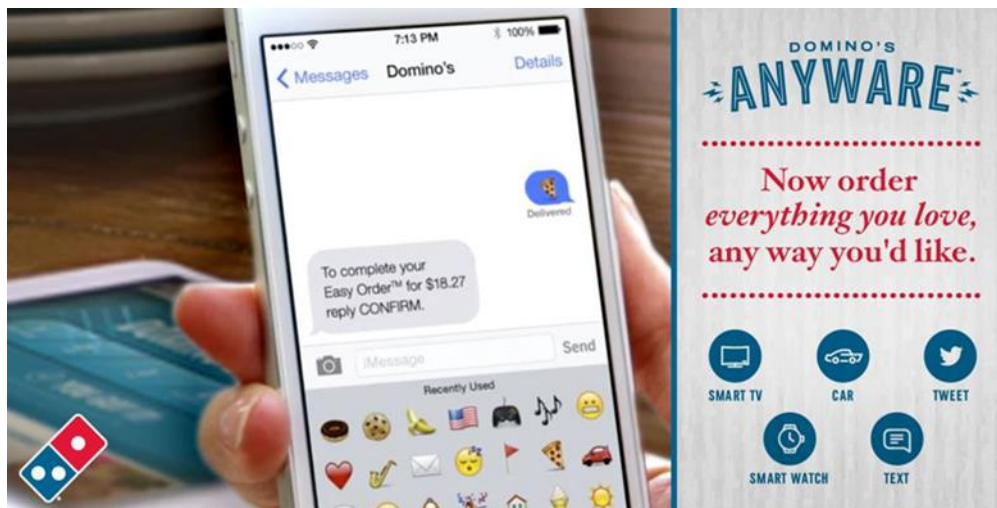 7:13 PM
100%
Messages
Domino's
Details
Delivered
To complete your
Easy Order™ for $18.27
reply CONFIRM.
iMessage
Send
Recently Used
DOMINO'S
ANYWARE™
Now order
everything you love,
any way you'd like.
SMART TV
CAR
TWEET
SMART WATCH
TEXT